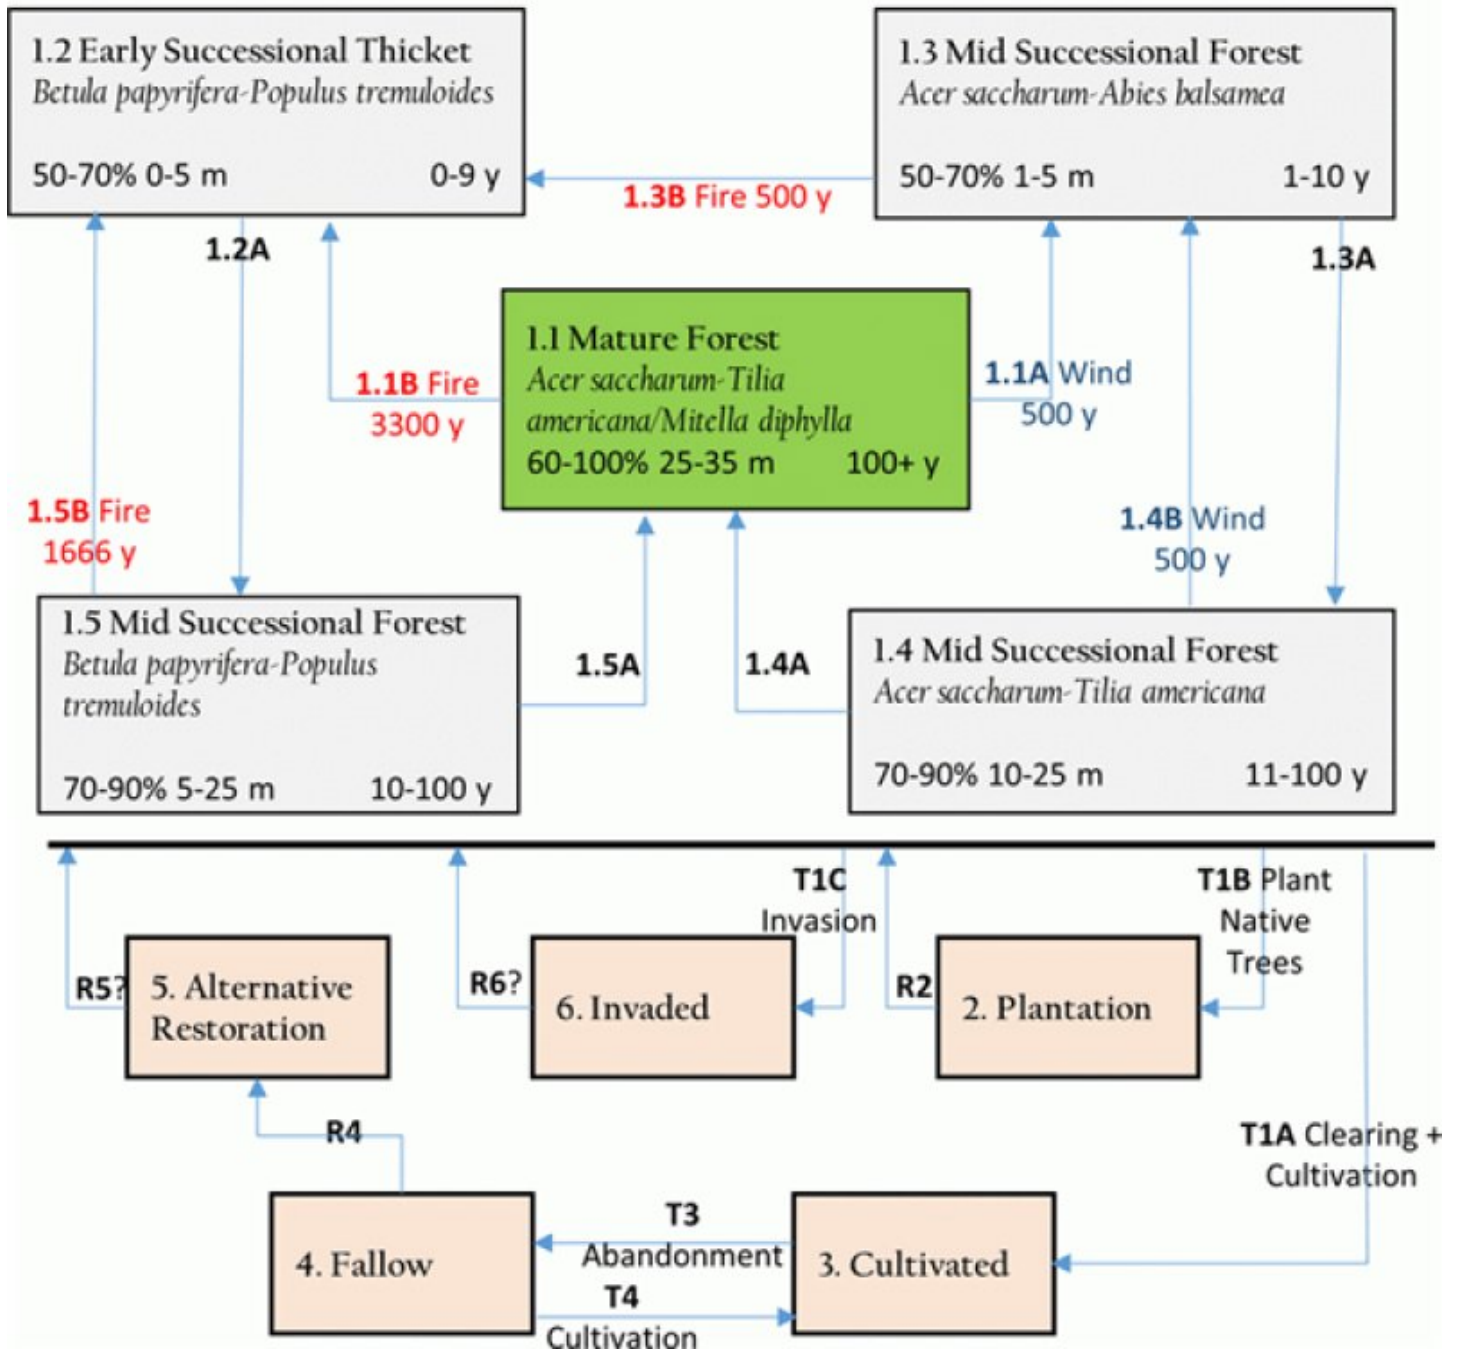 1.2 Early Successional Thicket
Betula papyrifera-Populus tremuloides
50-70% 0-5 m 0-9 y
1.3 Mid Successional Forest
Acer saccharum-Abies balsamea
50-70% 1-5 m 1-10 y
1.3B Fire 500 y
1.2A
1.3A
1.1 Mature Forest
Acer saccharum-Tilia
americana/Mitella diphylla
60-100% 25-35 m 100+ y
1.1B Fire
3300 y
1.1A Wind
500 y
1.5B Fire
1666 y
1.4B Wind
500 y
1.5 Mid Successional Forest
Betula papyrifera-Populus
tremuloides
70-90% 5-25 m 10-100 y
1.5A
1.4A
1.4 Mid Successional Forest
Acer saccharum-Tilia americana
70-90% 10-25 m 11-100 y
T1C
Invasion
T1B Plant
Native
Trees
R5?
5. Alternative
Restoration
R6?
6. Invaded
R2
2. Plantation
R4
T1A Clearing +
Cultivation
4. Fallow
T3
Abandonment
T4
Cultivation
3. Cultivated